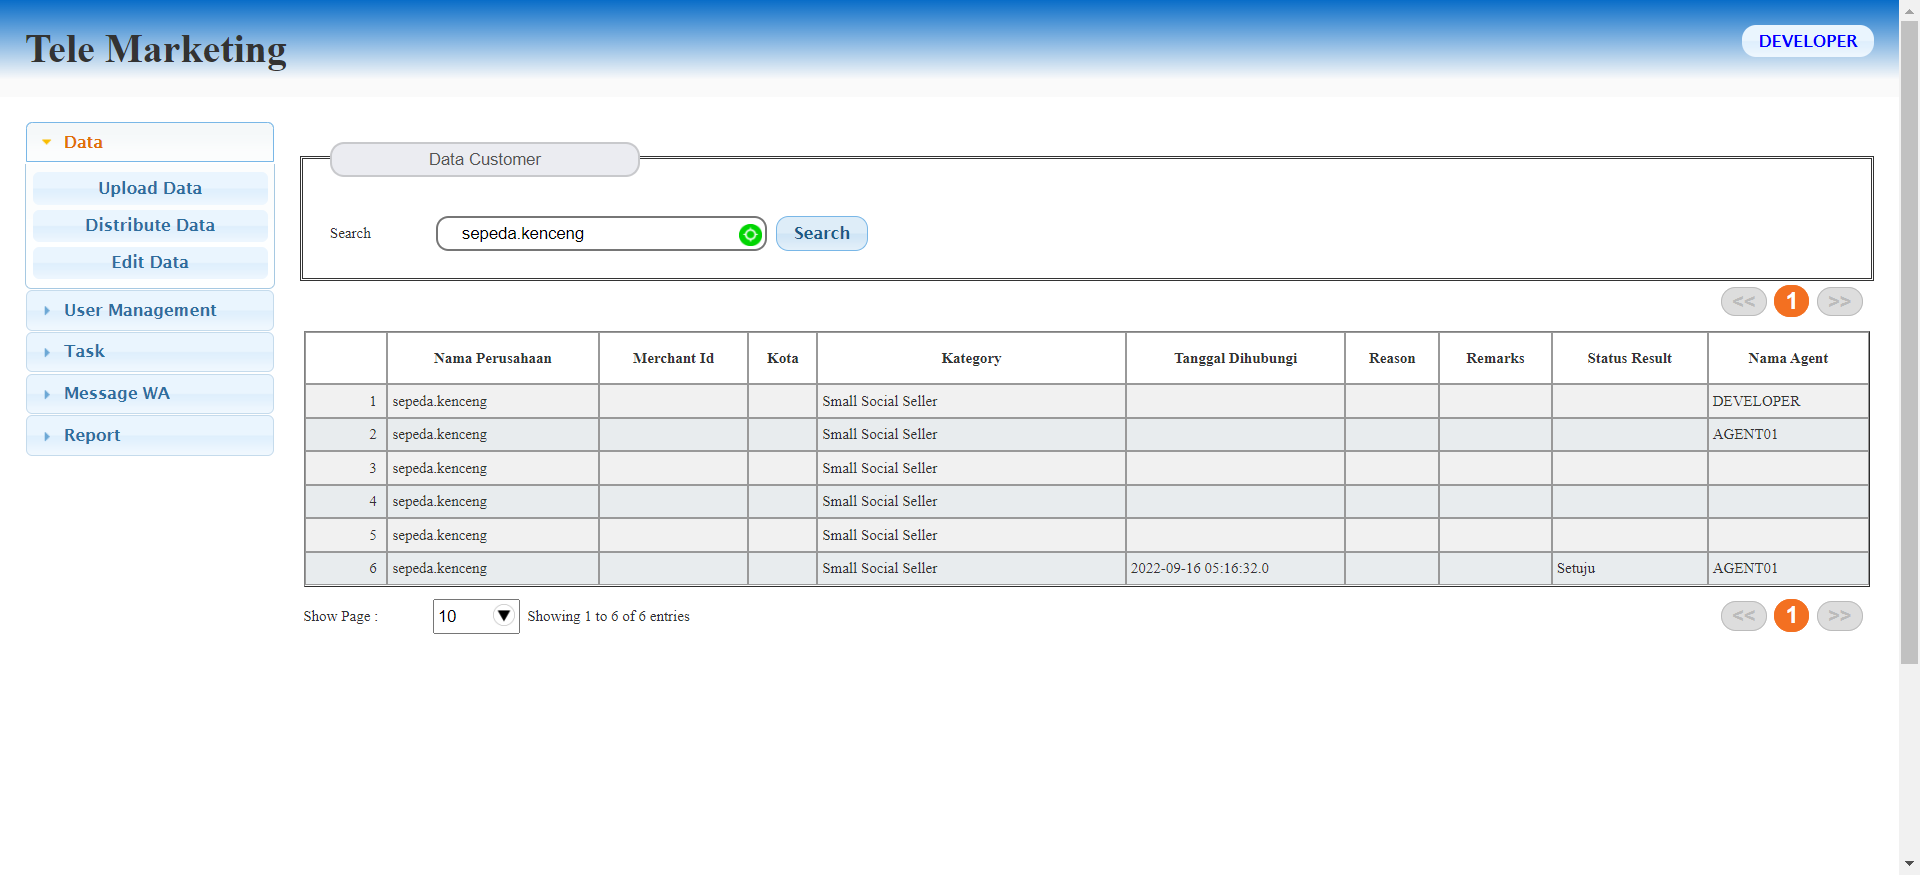 Tele Marketing
DEVELOPER
Data
Upload Data
Distribute Data
Edit Data
User Management
Task
Message WA
Report
Data Customer
Search sepeda.kenceng Search
<< 1 >>
Nama Perusahaan Merchant Id Kota Kategory Tanggal Dihubungi Reason Remarks Status Result Nama Agent
1 sepeda.kenceng Small Social Seller DEVELOPER
2 sepeda.kenceng Small Social Seller AGENT01
3 sepeda.kenceng Small Social Seller
4 sepeda.kenceng Small Social Seller
5 sepeda.kenceng Small Social Seller
6 sepeda.kenceng Small Social Seller 2022-09-16 05:16:32.0 Setuju AGENT01
Show Page : 10 Showing 1 to 6 of 6 entries << 1 >>